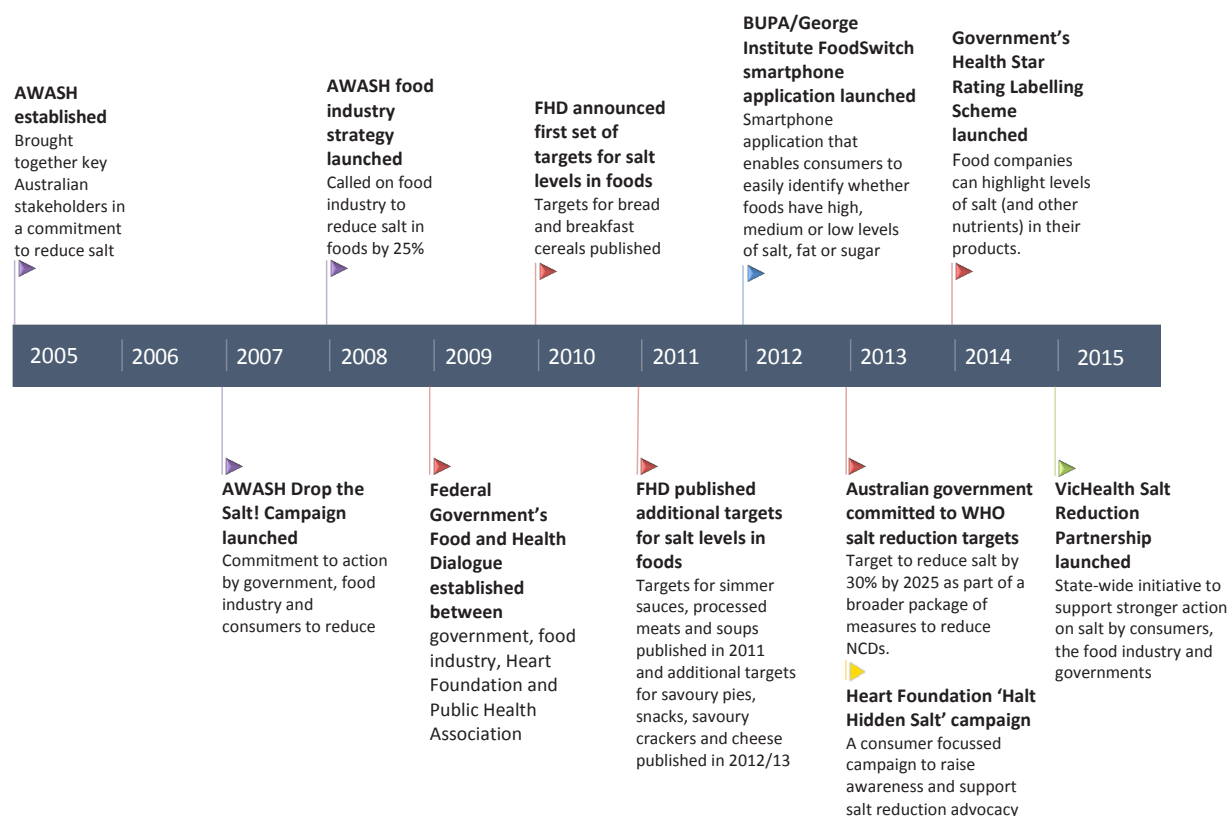 AWASH
established
Brought
together key
Australian
stakeholders in
a commitment
to reduce salt
AWASH food
industry
strategy
launched
Called on food
industry to
reduce salt in
foods by 25%
FHD announced
first set of
targets for salt
levels in foods
Targets for bread
and breakfast
cereals published
BUPA/George
Institute FoodSwitch
smartphone
application launched
Smartphone
application that
enables consumers to
easily identify whether
foods have high,
medium or low levels
of salt, fat or sugar
Government’s
Health Star
Rating Labelling
Scheme
launched
Food companies
can highlight levels
of salt (and other
nutrients) in their
products.
2005 2006 2007 2008 2009 2010 2011 2012 2013 2014 2015
AWASH Drop the
Salt! Campaign
launched
Commitment to action
by government, food
industry and
consumers to reduce
Federal
Government’s
Food and Health
Dialogue
established
between
government, food
industry, Heart
Foundation and
Public Health
Association
FHD published
additional targets
for salt levels in
foods
Targets for simmer
sauces, processed
meats and soups
published in 2011
and additional targets
for savoury pies,
snacks, savoury
crackers and cheese
published in 2012/13
Australian government
committed to WHO
salt reduction targets
Target to reduce salt by
30% by 2025 as part of a
broader package of
measures to reduce
NCDs.
Heart Foundation ‘Halt
Hidden Salt’ campaign
A consumer focussed
campaign to raise
awareness and support
salt reduction advocacy
VicHealth Salt
Reduction
Partnership
launched
State-wide initiative to
support stronger action
on salt by consumers,
the food industry and
governments